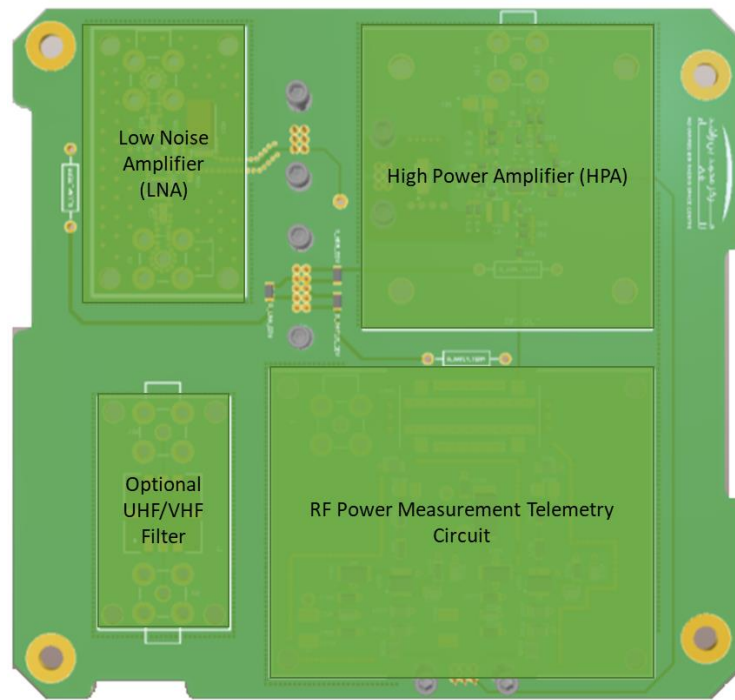 Low Noise
Amplifier
(LNA)
High Power Amplifier (HPA)
Optional
UHF/VHF
Filter
RF Power Measurement Telemetry
Circuit